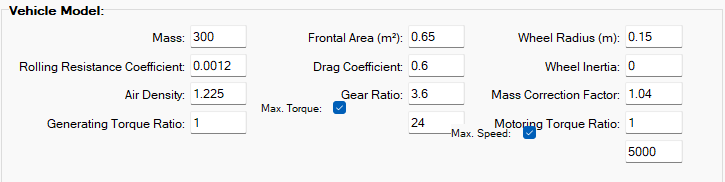 Vehicle Model:
Mass: 300 Frontal Area (m²): 0.65 Wheel Radius (m): 0.15
Rolling Resistance Coefficient: 0.0012 Drag Coefficient: 0.6 Wheel Inertia: 0
Air Density: 1.225 Gear Ratio: 3.6 Mass Correction Factor: 1.04
Max. Torque:
Generating Torque Ratio: 1 24 Motoring Torque Ratio: 1
Max. Speed:
5000